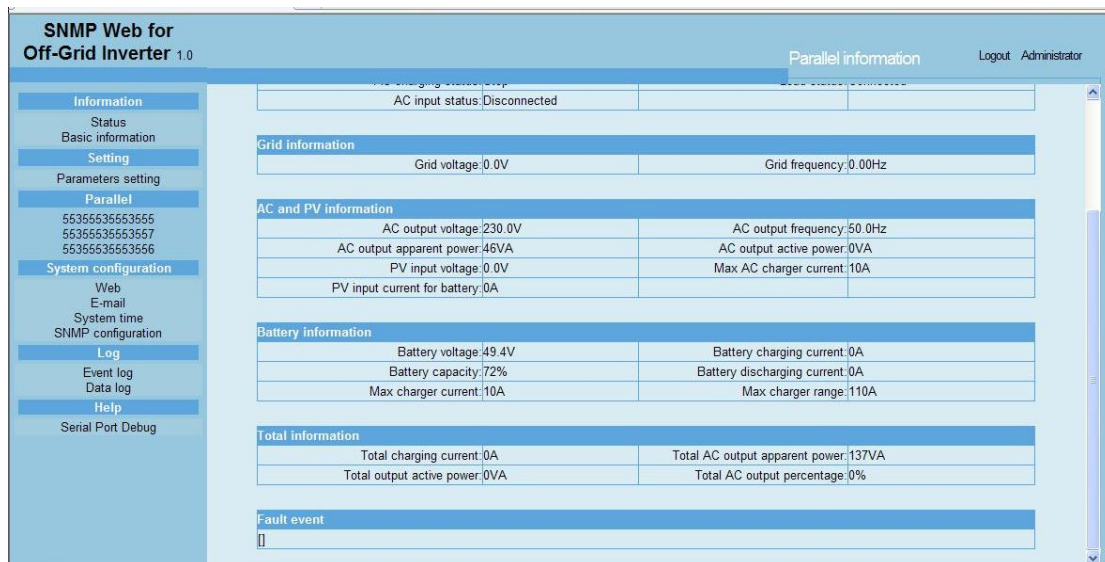 SNMP Web for
Off-Grid Inverter 1.0
Parallel information
Logout Administrator
Information
Status
Basic information
Setting
Parameters setting
Parallel
55355535553555
55355535553557
55355535553556
System configuration
Web
E-mail
System time
SNMP configuration
Log
Event log
Data log
Help
Serial Port Debug
AC input status: Disconnected
Grid information
Grid voltage: 0.0V Grid frequency: 0.00Hz
AC and PV information
AC output voltage: 230.0V AC output frequency: 50.0Hz
AC output apparent power: 46VA AC output active power: 0VA
PV input voltage: 0.0V Max AC charger current: 10A
PV input current for battery: 0A
Battery information
Battery voltage: 49.4V Battery charging current: 0A
Battery capacity: 72% Battery discharging current: 0A
Max charger current: 10A Max charger range: 110A
Total information
Total charging current: 0A Total AC output apparent power: 137VA
Total output active power: 0VA Total AC output percentage: 0%
Fault event
[]